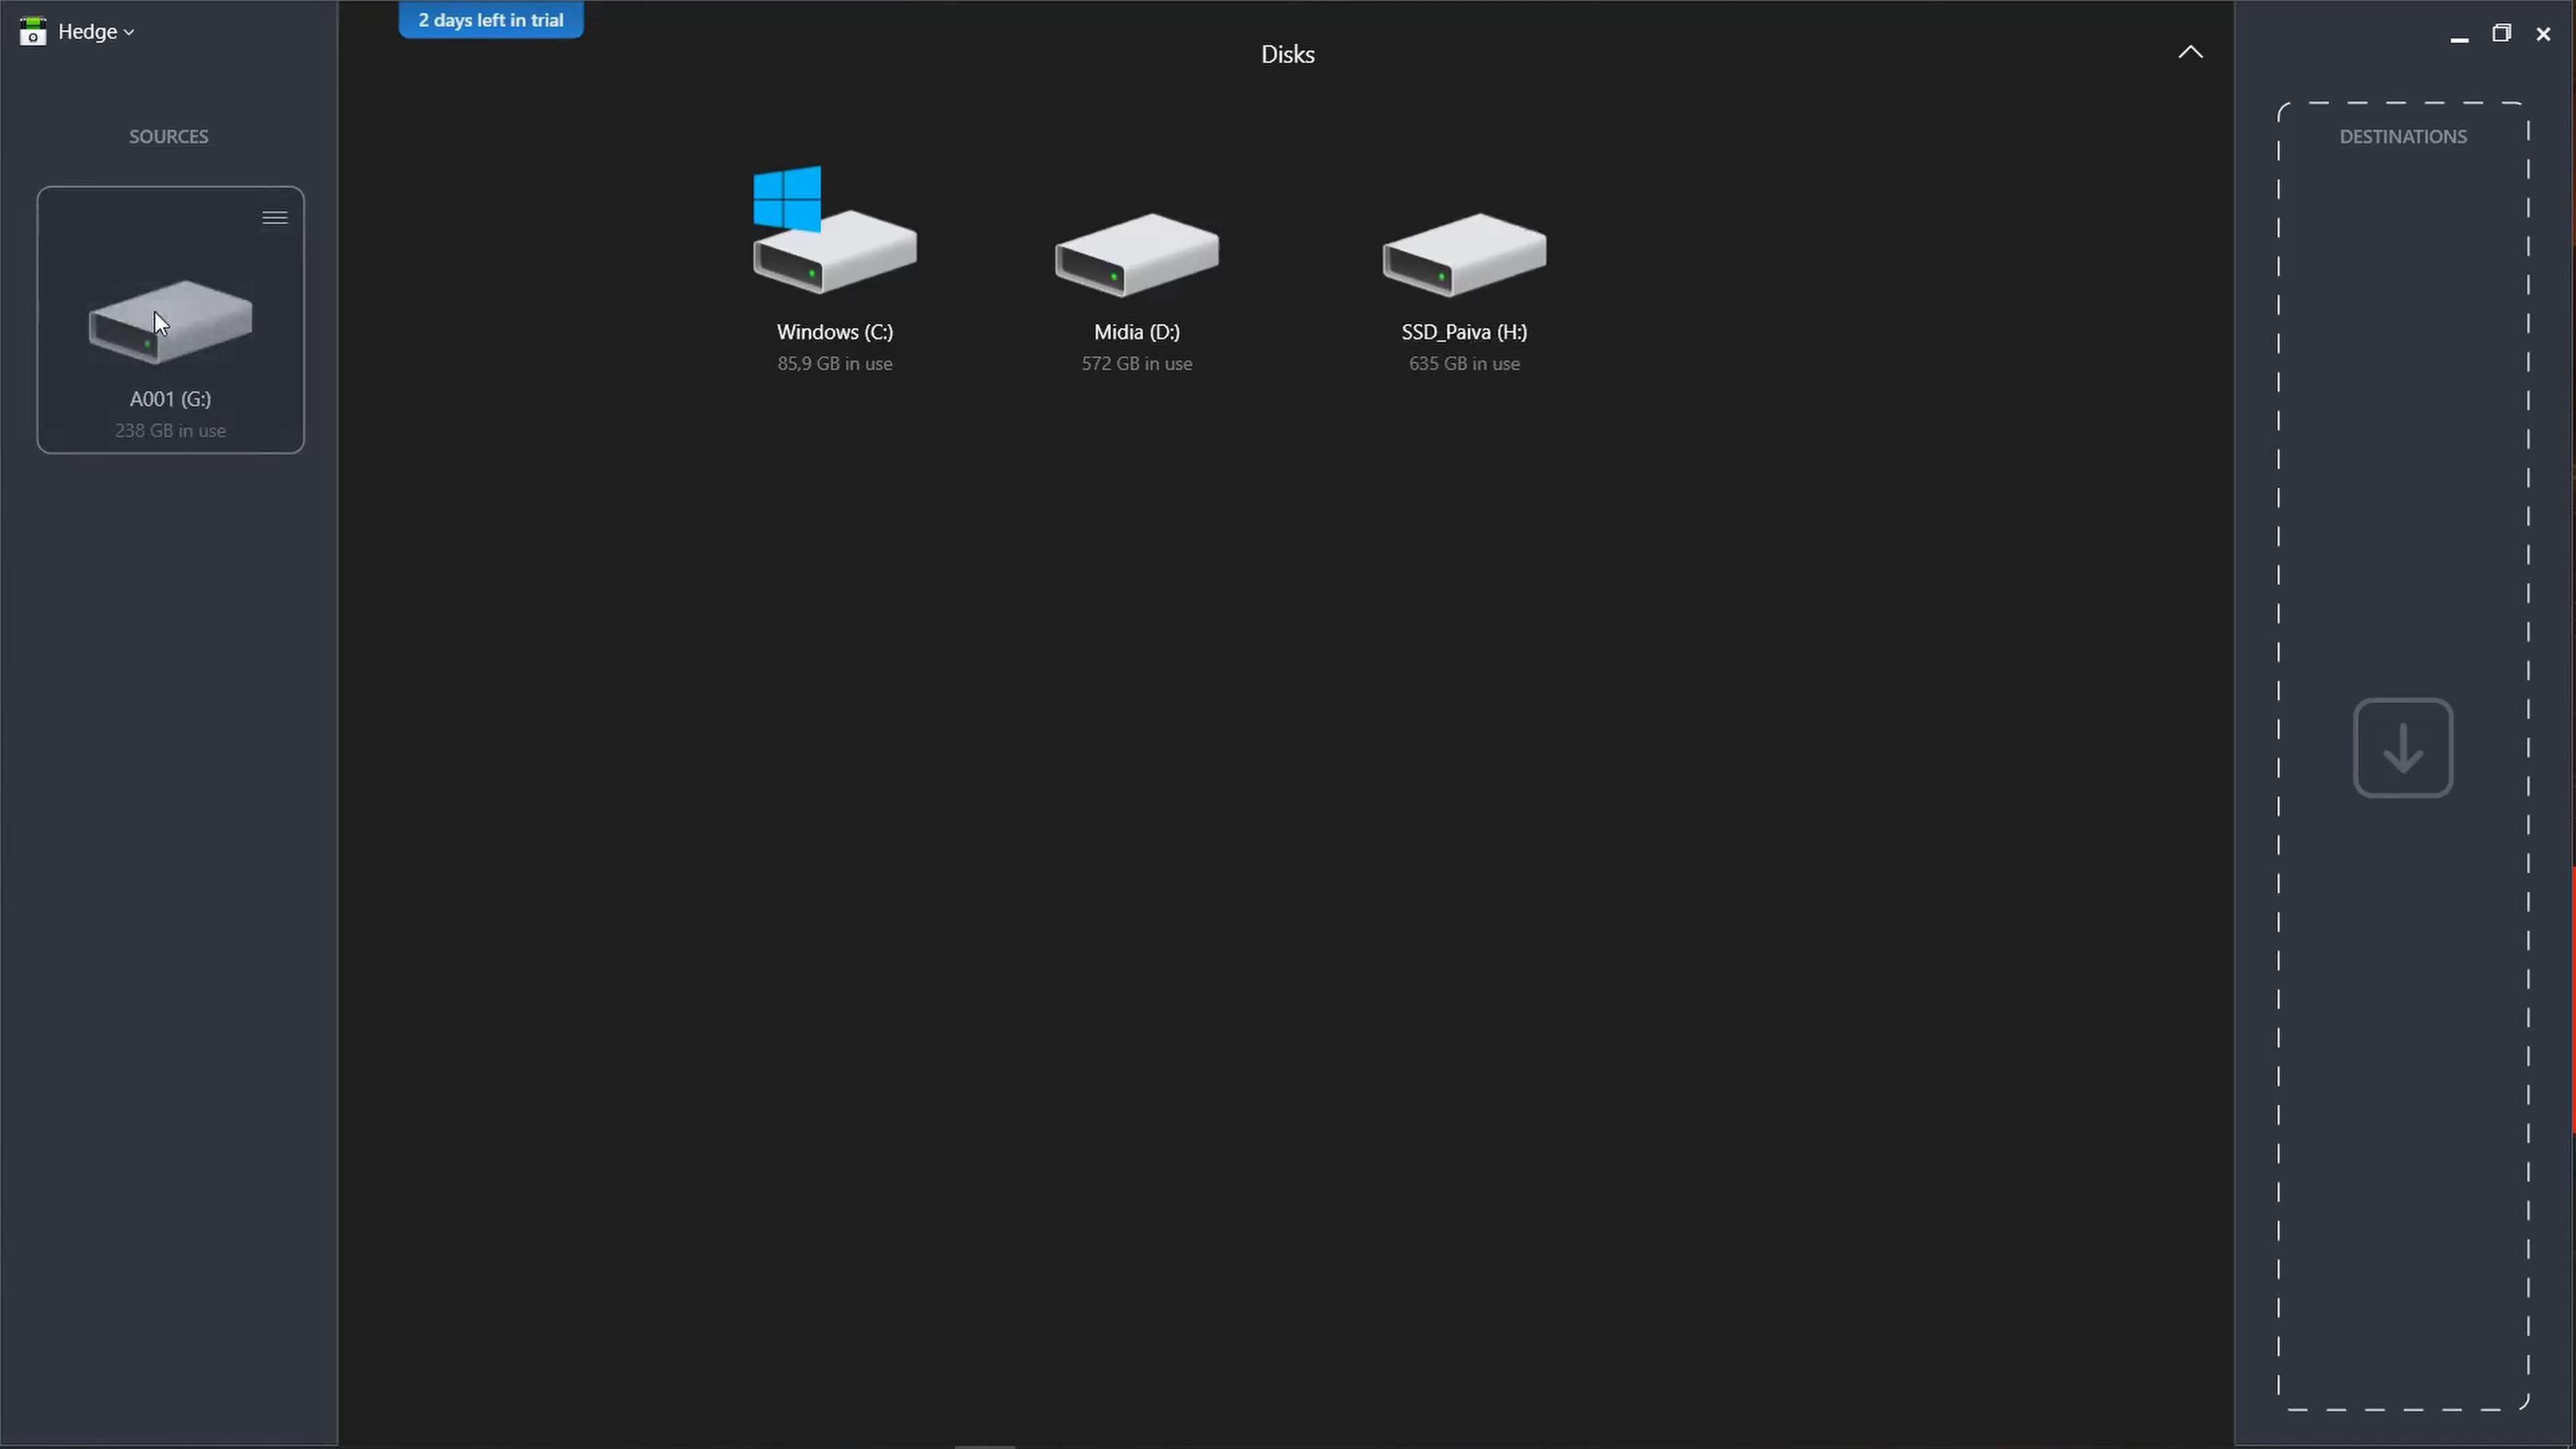 Hedge
2 days left in trial
Disks
SOURCES
DESTINATIONS
A001 (G:)
238 GB in use
Windows (C:)
85,9 GB in use
Midia (D:)
572 GB in use
SSD_Paiva (H:)
635 GB in use